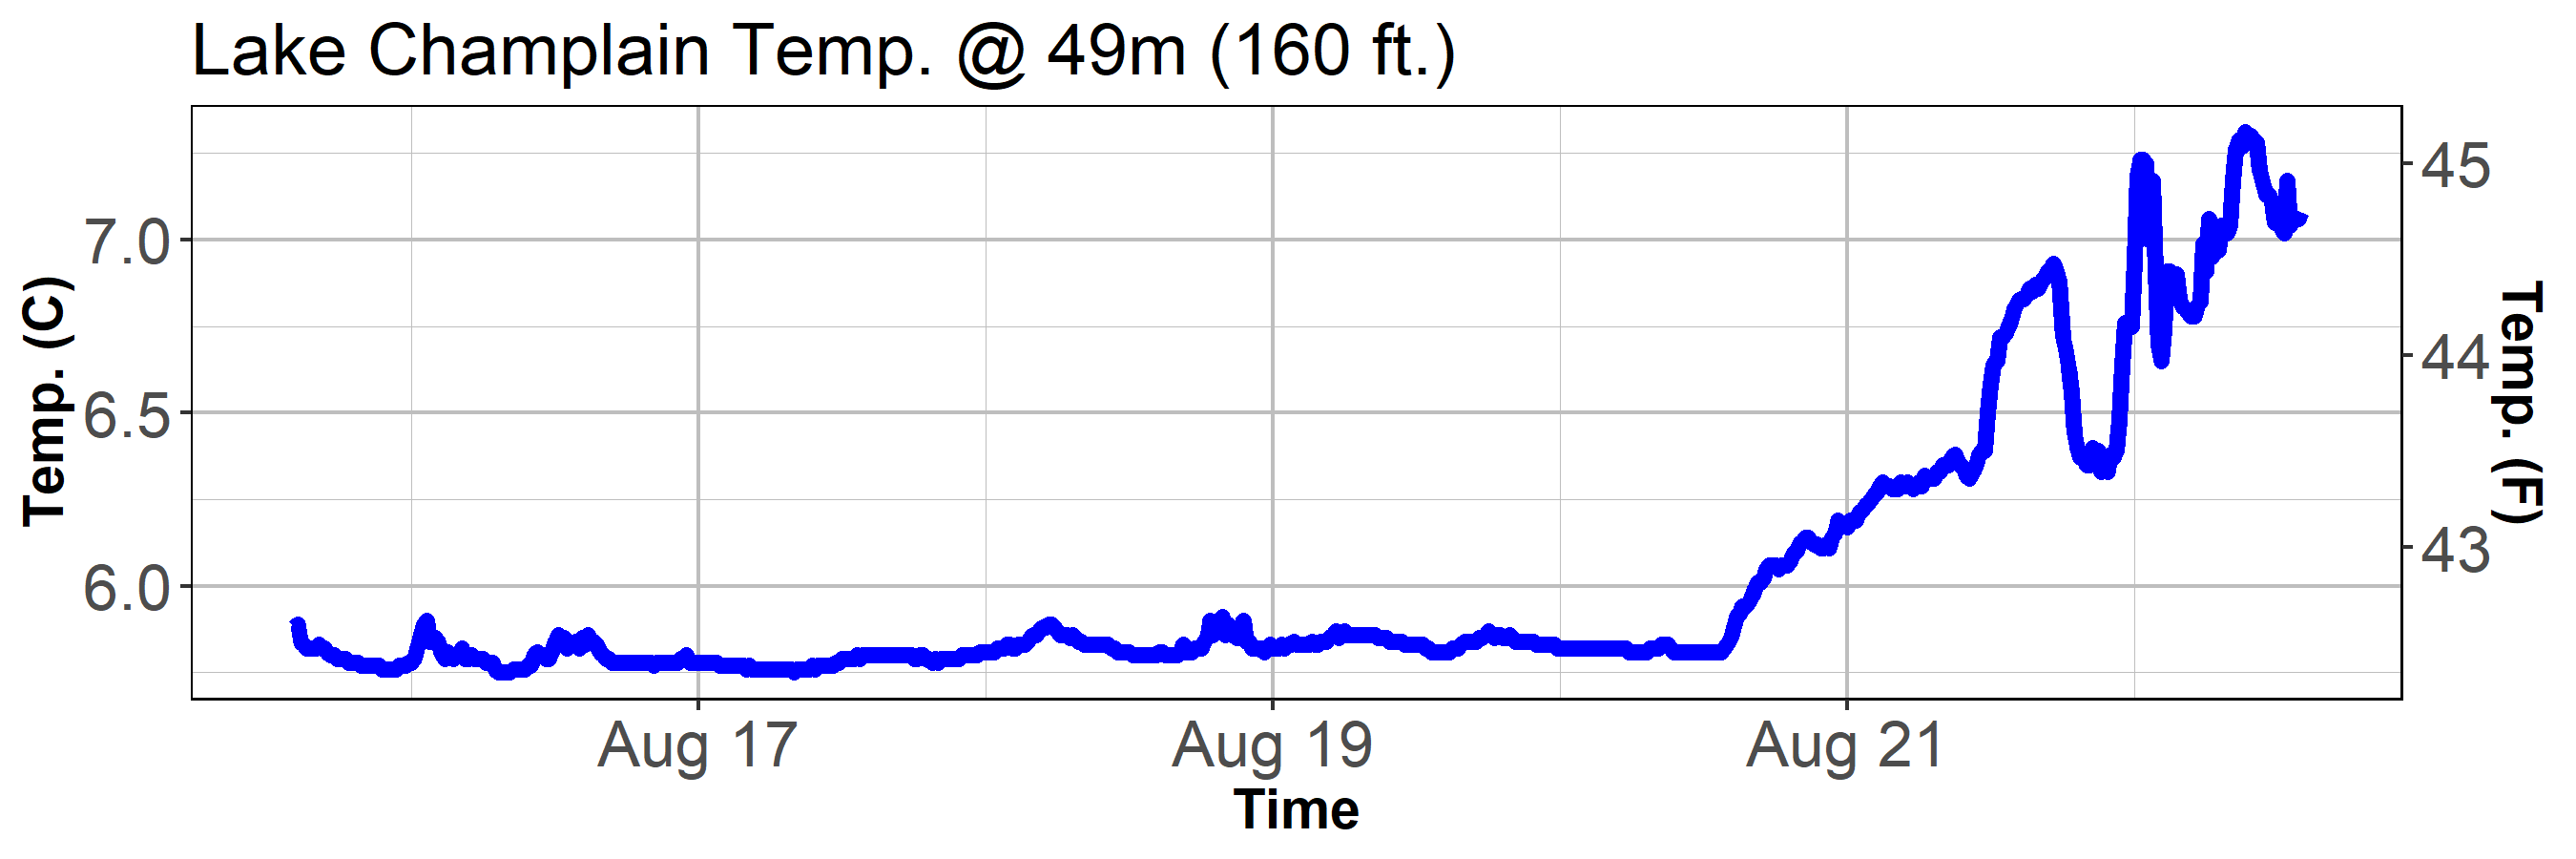 Lake Champlain Temp. @ 49m (160 ft.)
Temp. (C)
7.0
6.5
6.0
45
44
43
Temp. (F)
Aug 17 Aug 19 Aug 21
Time